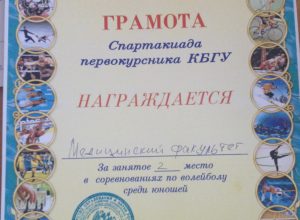 ГРАМОТА
Спартакиада
первокурсника КБГУ
НАГРАЖДАЕТСЯ
Медицинский факультет
За занятое 2 место
в соревнованиях по волейболу
среди юношей